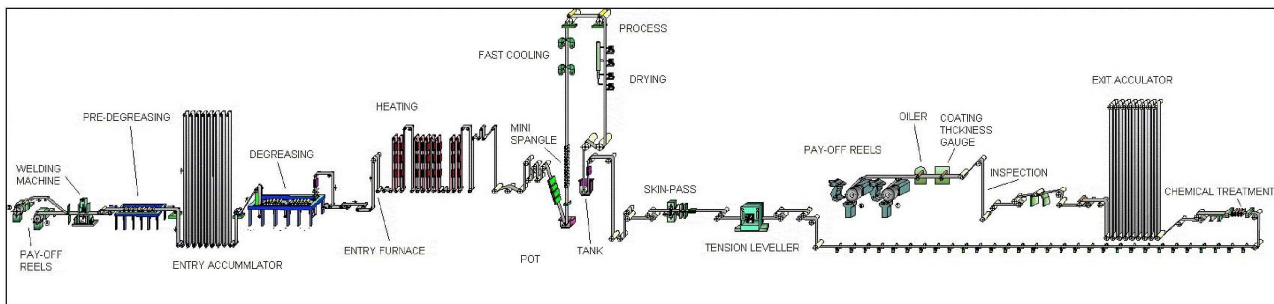 PROCESS
FAST COOLING
DRYING
EXIT ACCULATOR
HEATING
PRE-DEGREASING
MINI
SPANGLE
OILER
COATING
THCKNESS
GAUGE
DEGREASING
PAY-OFF REELS
WELDING
MACHINE
INSPECTION
SKIN-PASS
CHEMICAL TREATMENT
PAY-OFF
REELS
ENTRY ACCUMMLATOR
ENTRY FURNACE
POT
TANK
TENSION LEVELLER